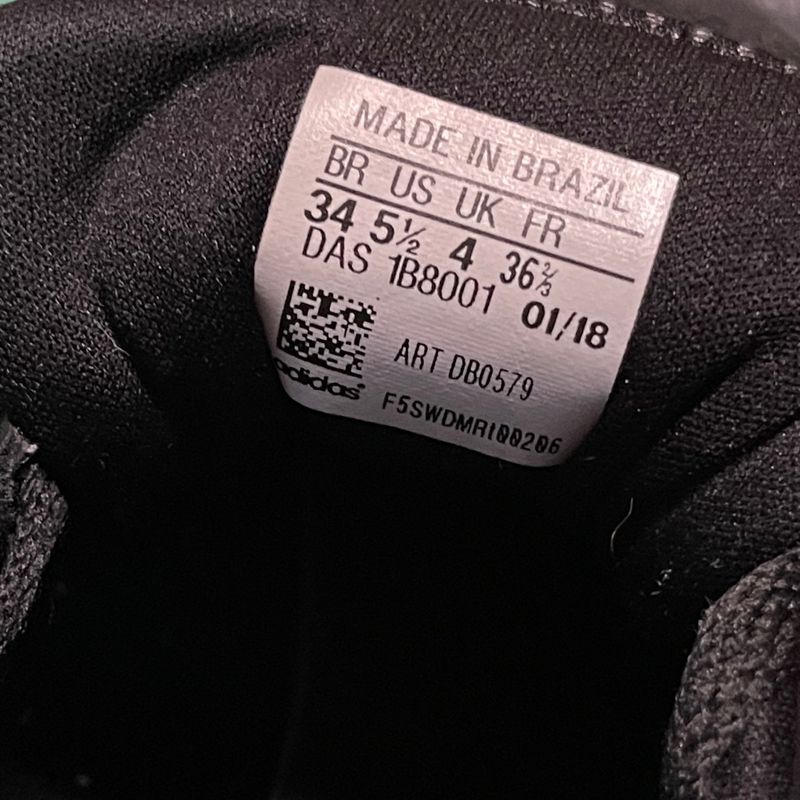 MADE IN BRAZIL
BR US UK FR
34 5½ 4 36⅔
DAS 1B8001 01/18
ART DB0579
adidas
F5SWDMRt00206